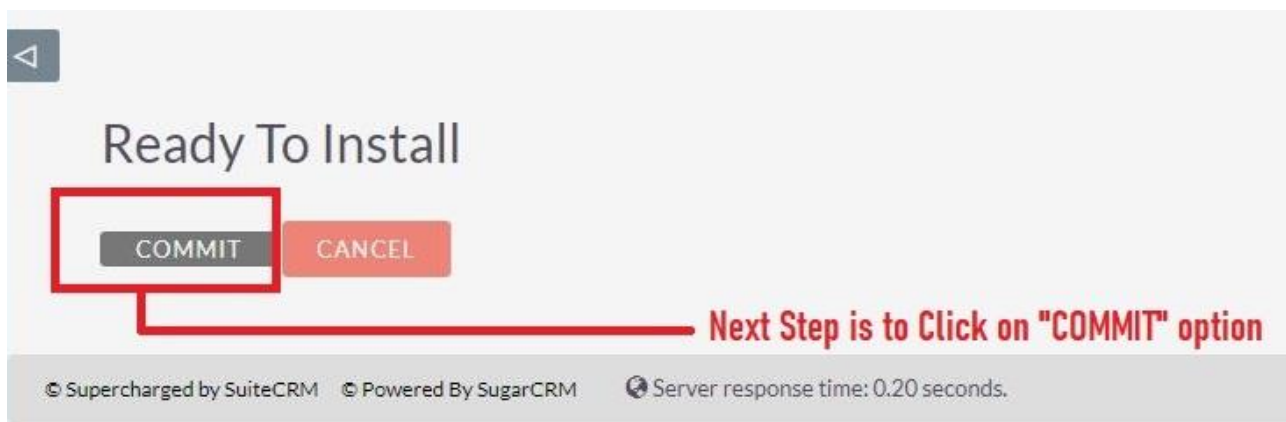 Ready To Install
COMMIT CANCEL
Next Step is to Click on "COMMIT" option
© Supercharged by SuiteCRM © Powered By SugarCRM Server response time: 0.20 seconds.